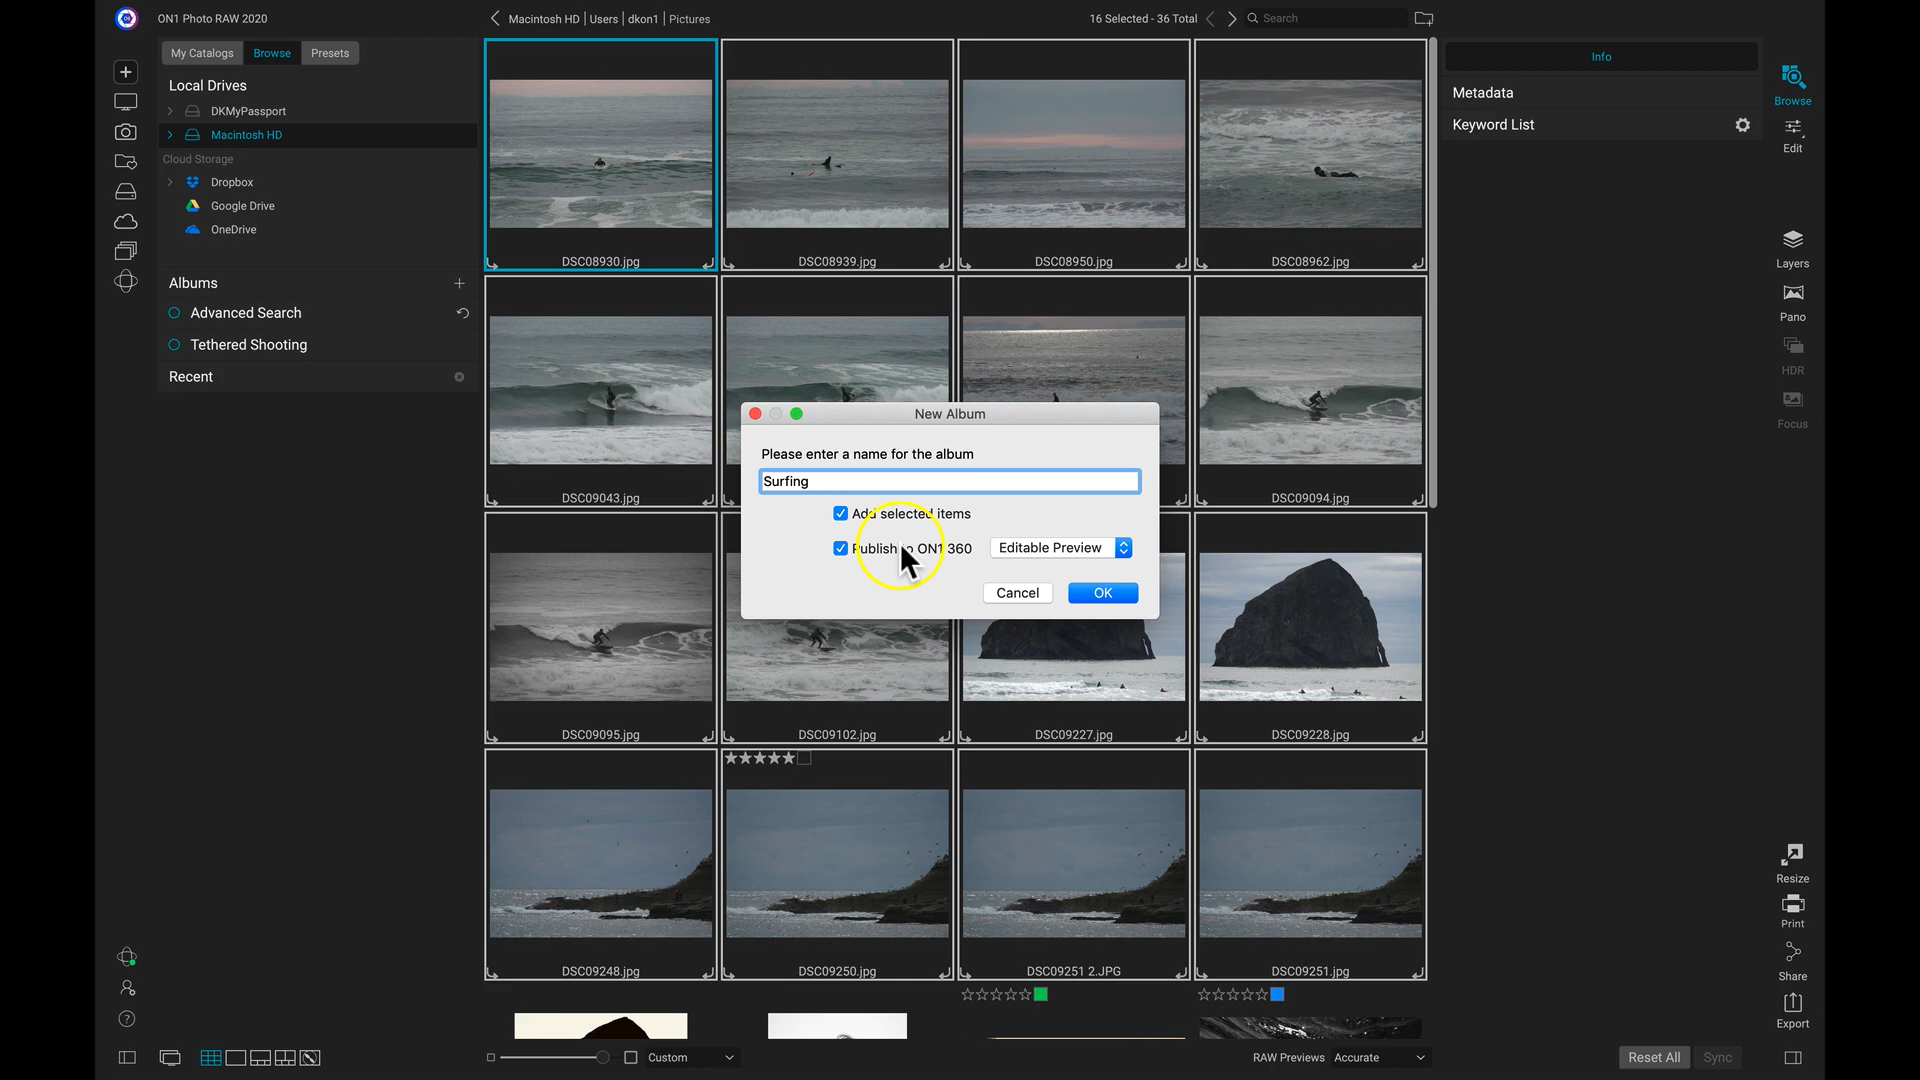 ON1 Photo RAW 2020
Macintosh HD | Users | dkon1 | Pictures
16 Selected - 36 Total
Search
My Catalogs
Browse
Presets
Info
Local Drives
DKMyPassport
Macintosh HD
Cloud Storage
Dropbox
Google Drive
OneDrive
Albums
Advanced Search
Tethered Shooting
Recent
Metadata
Keyword List
Browse
Edit
Layers
Pano
HDR
Focus
DSC08930.jpg
DSC08939.jpg
DSC08950.jpg
DSC08962.jpg
DSC09043.jpg
DSC09094.jpg
New Album
Please enter a name for the album
Surfing
Add selected items
Publish to ON1 360
Editable Preview
Cancel
OK
DSC09095.jpg
DSC09102.jpg
DSC09227.jpg
DSC09228.jpg
DSC09248.jpg
DSC09250.jpg
DSC09251 2.JPG
DSC09251.jpg
Resize
Print
Share
Export
Custom
RAW Previews
Accurate
Reset All
Sync